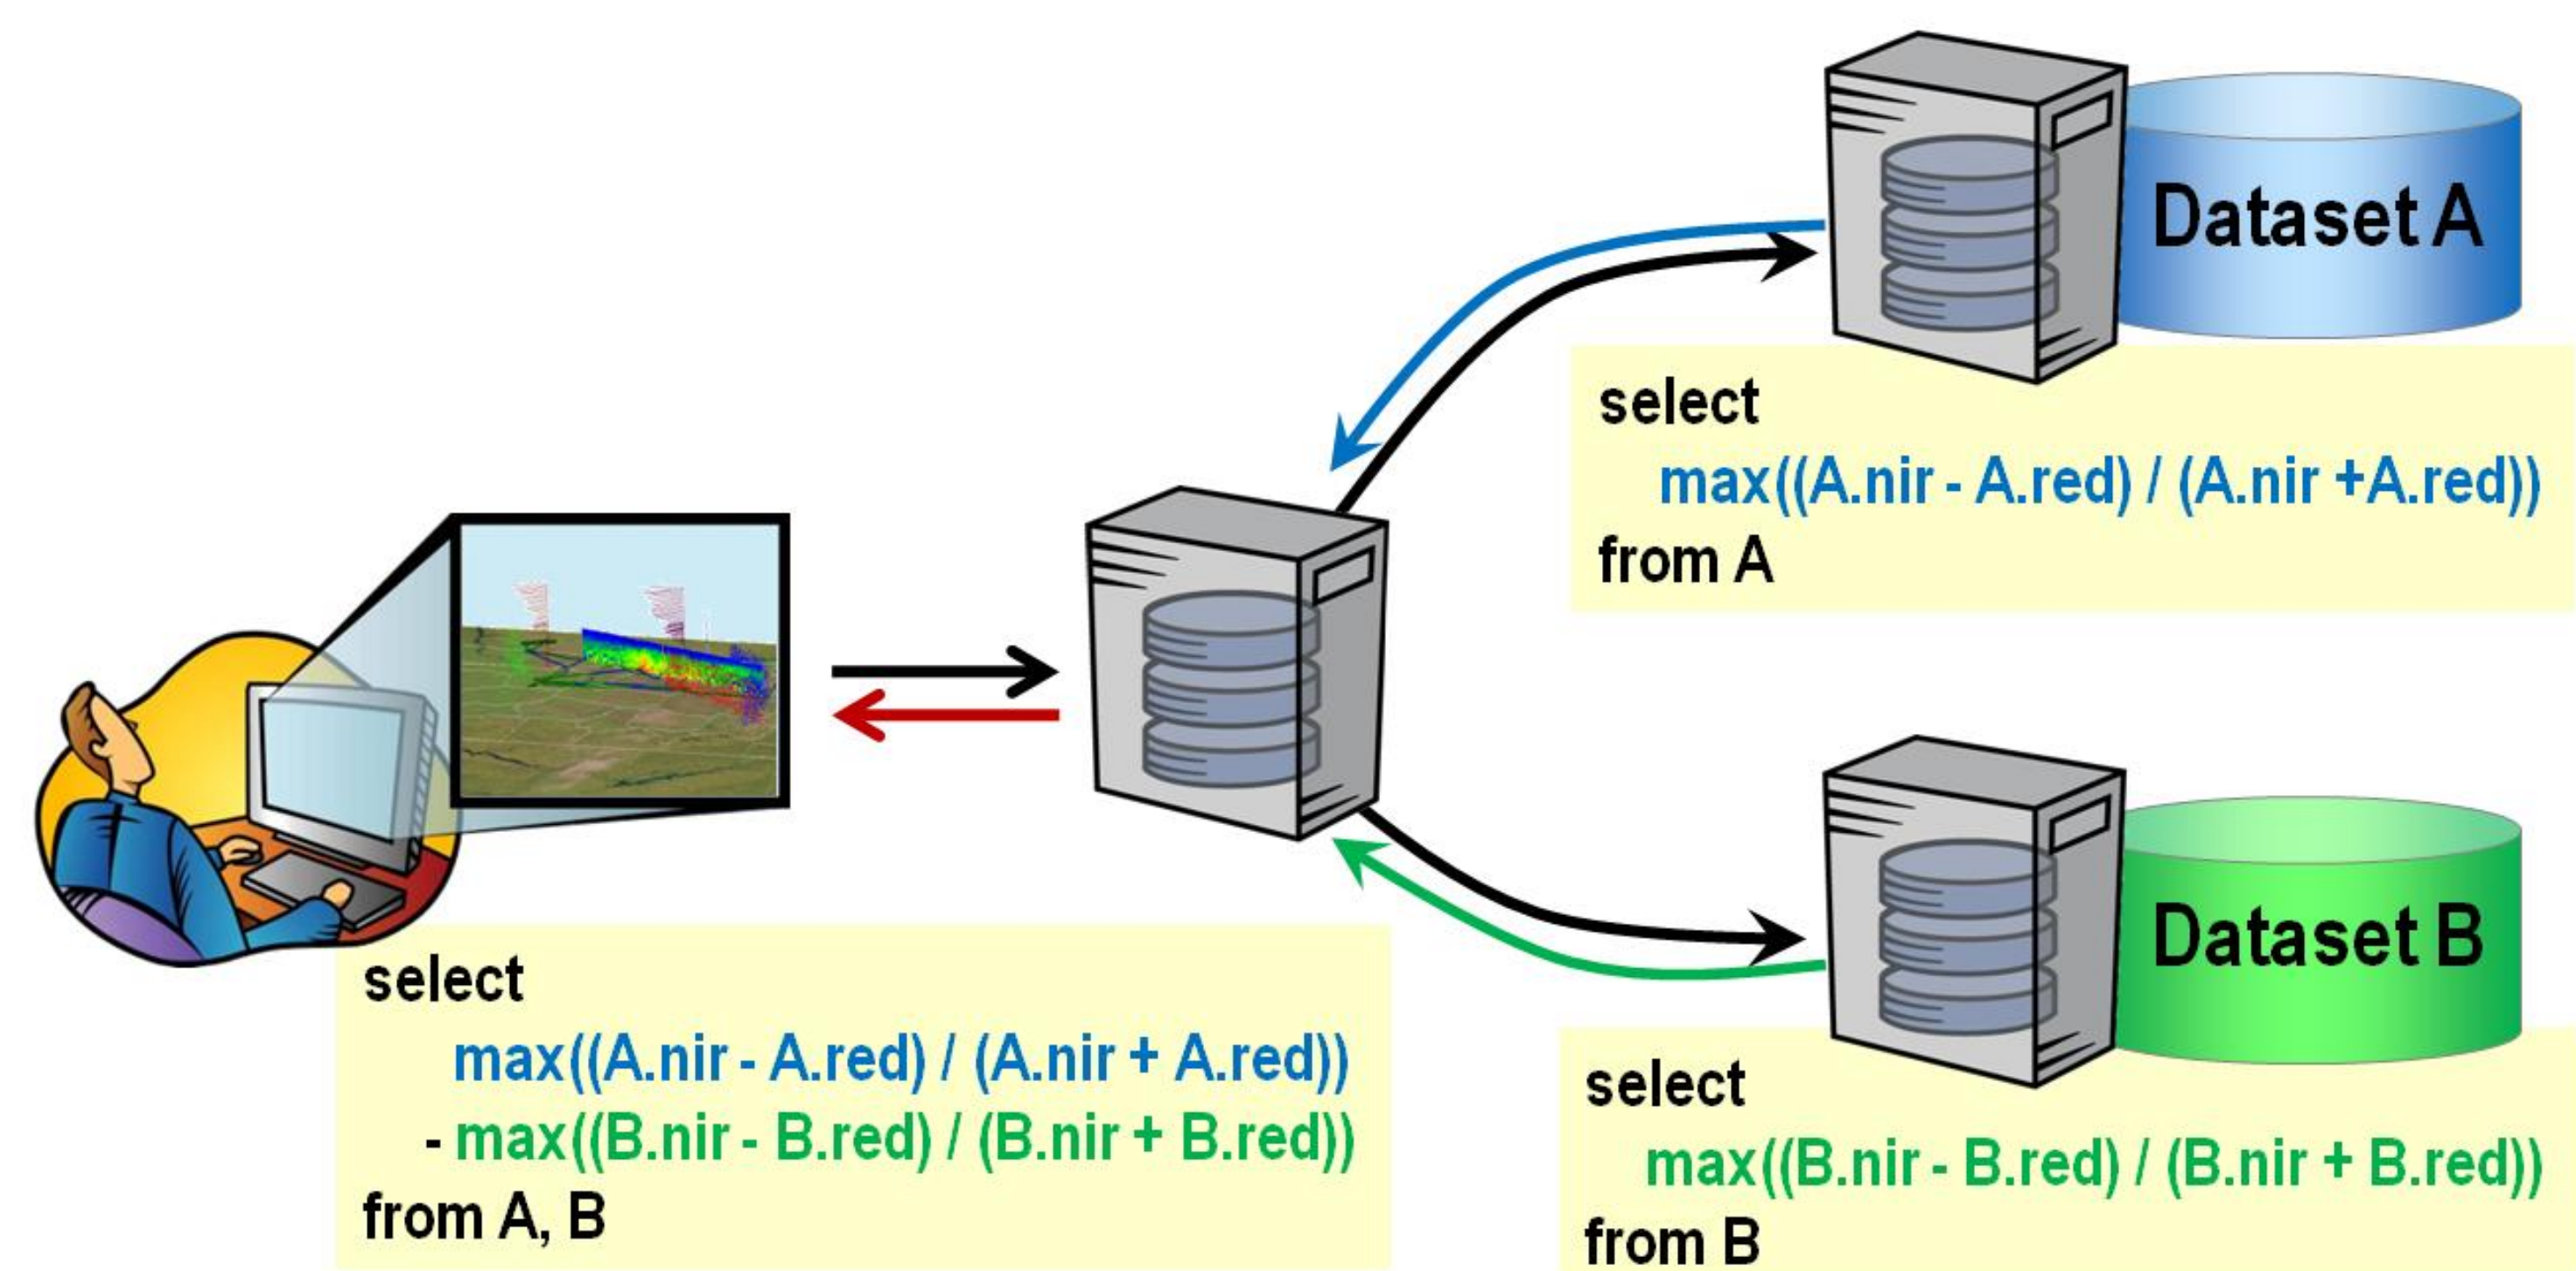 Dataset A
select
max((A.nir - A.red) / (A.nir +A.red))
from A
Dataset B
select
max((A.nir - A.red) / (A.nir + A.red))
- max((B.nir - B.red) / (B.nir + B.red))
from A, B
select
max((B.nir - B.red) / (B.nir + B.red))
from B